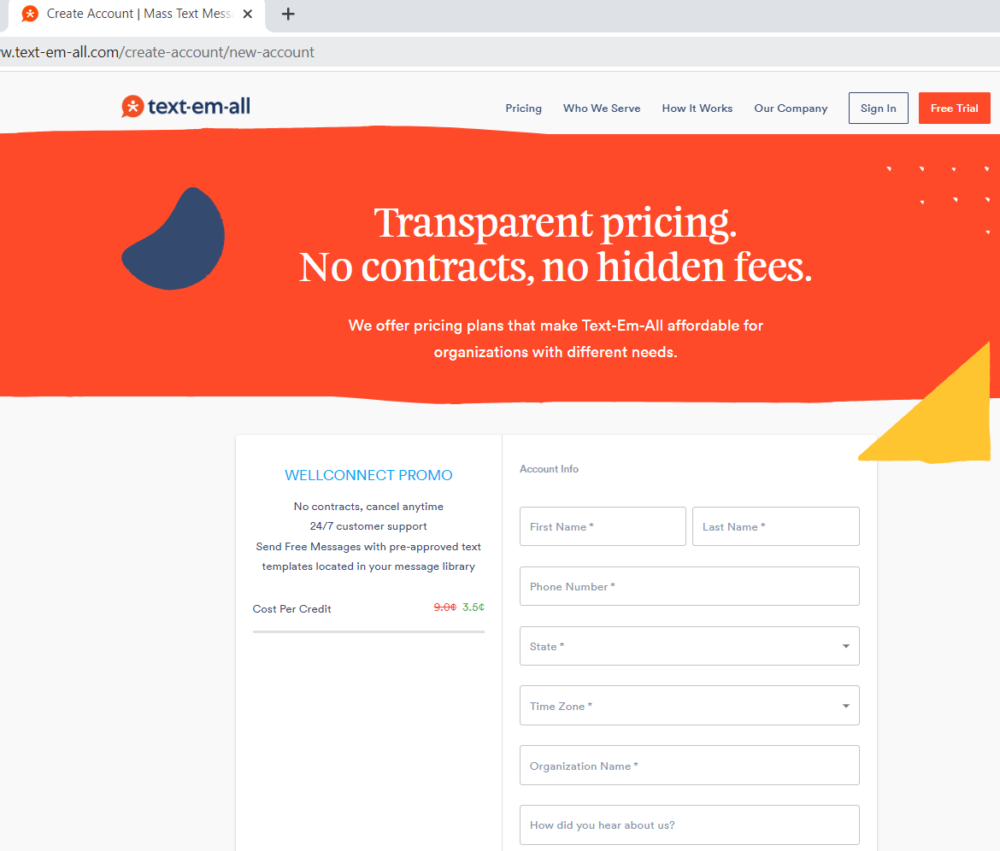 Create Account | Mass Text Mess
w.text-em-all.com/create-account/new-account
text-em-all
Pricing Who We Serve How It Works Our Company Sign In Free Trial
Transparent pricing.
No contracts, no hidden fees.
We offer pricing plans that make Text-Em-All affordable for
organizations with different needs.
WELLCONNECT PROMO
No contracts, cancel anytime
24/7 customer support
Send Free Messages with pre-approved text
templates located in your message library
Cost Per Credit 9.0¢ 3.5¢
Account Info
First Name * Last Name *
Phone Number *
State *
Time Zone *
Organization Name *
How did you hear about us?